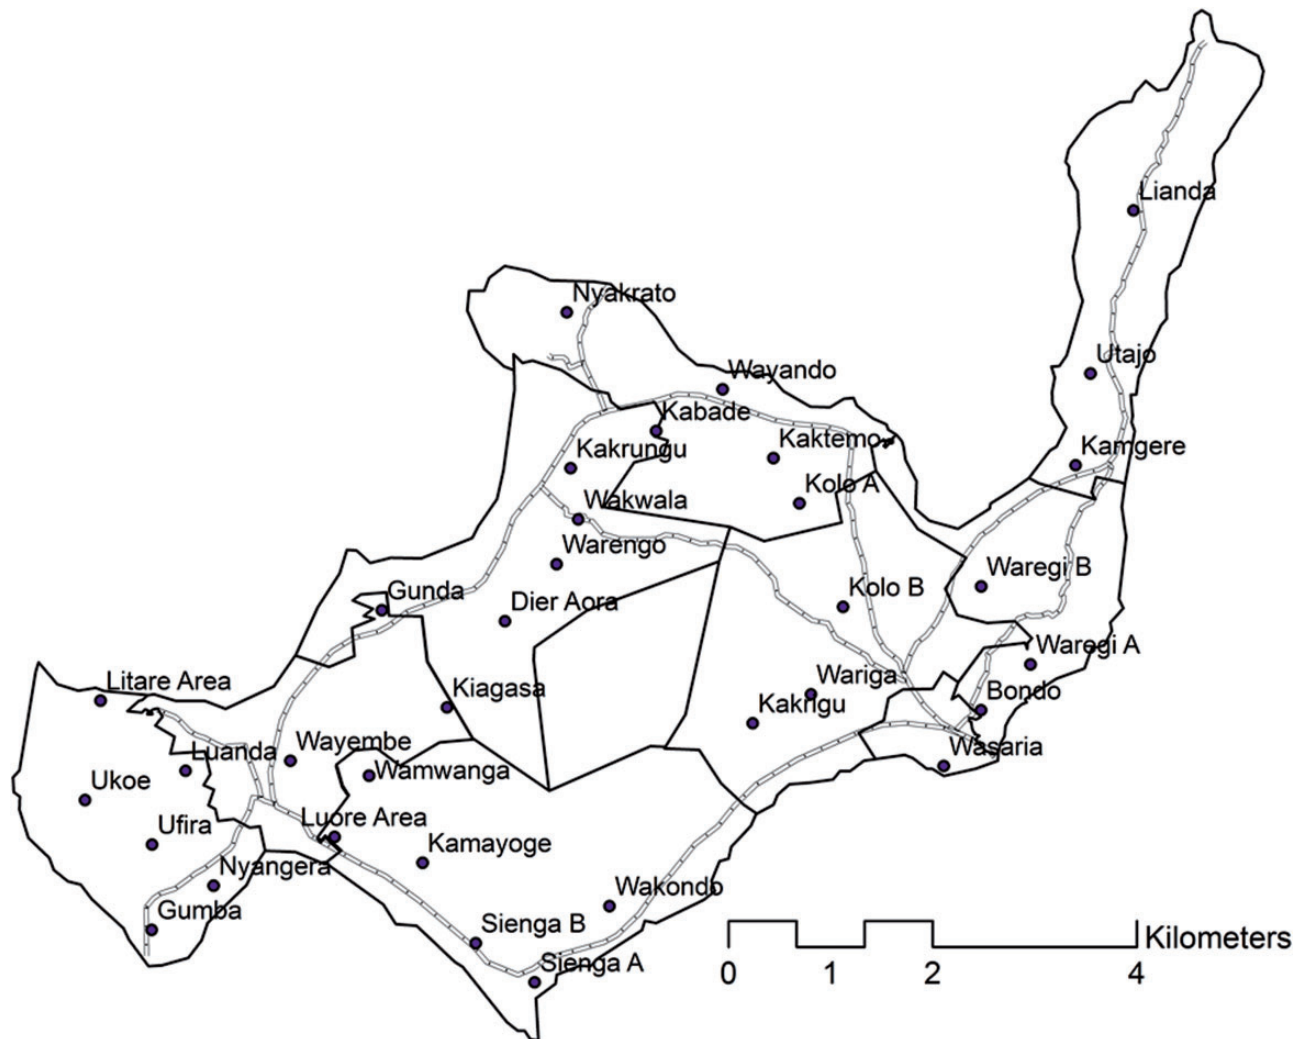 Lianda
Nyakrato
Utajo
Wayando
Kabade
Kaktemo
Kamgere
Kakrungu
Kolo A
Wakwala
Warengo
Waregi B
Kolo B
Gunda
Dier Aora
Waregi A
Wariga
Litare Area
Kiagasa
Bondo
Kakrigu
Wayembe
Wasaria
Luanda
Wamwanga
Ukoe
Luore Area
Ufira
Kamayoge
Nyangera
Wakondo
Gumba
Sienga B
Sienga A
Kilometers
0 1 2 4